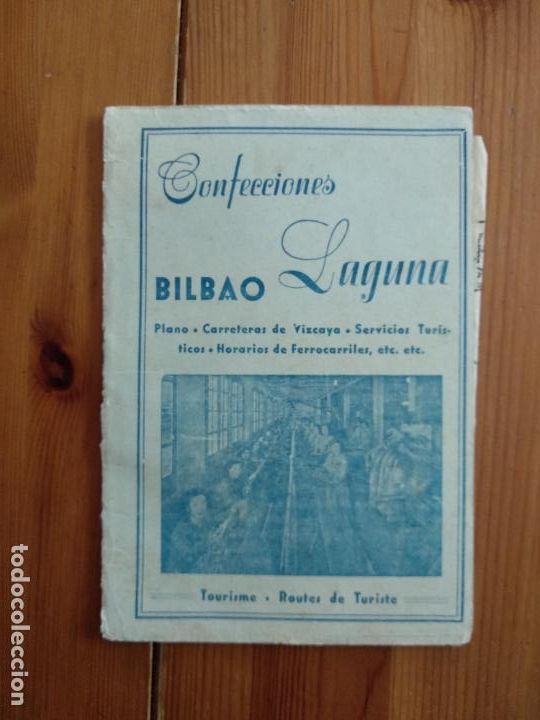 Confecciones
Laguna
BILBAO
Plano • Carreteras de Vizcaya • Servicios Turís-
ticos • Horarios de Ferrocarriles, etc. etc.
Tourisme • Routes de Turiste
todocoleccion.net